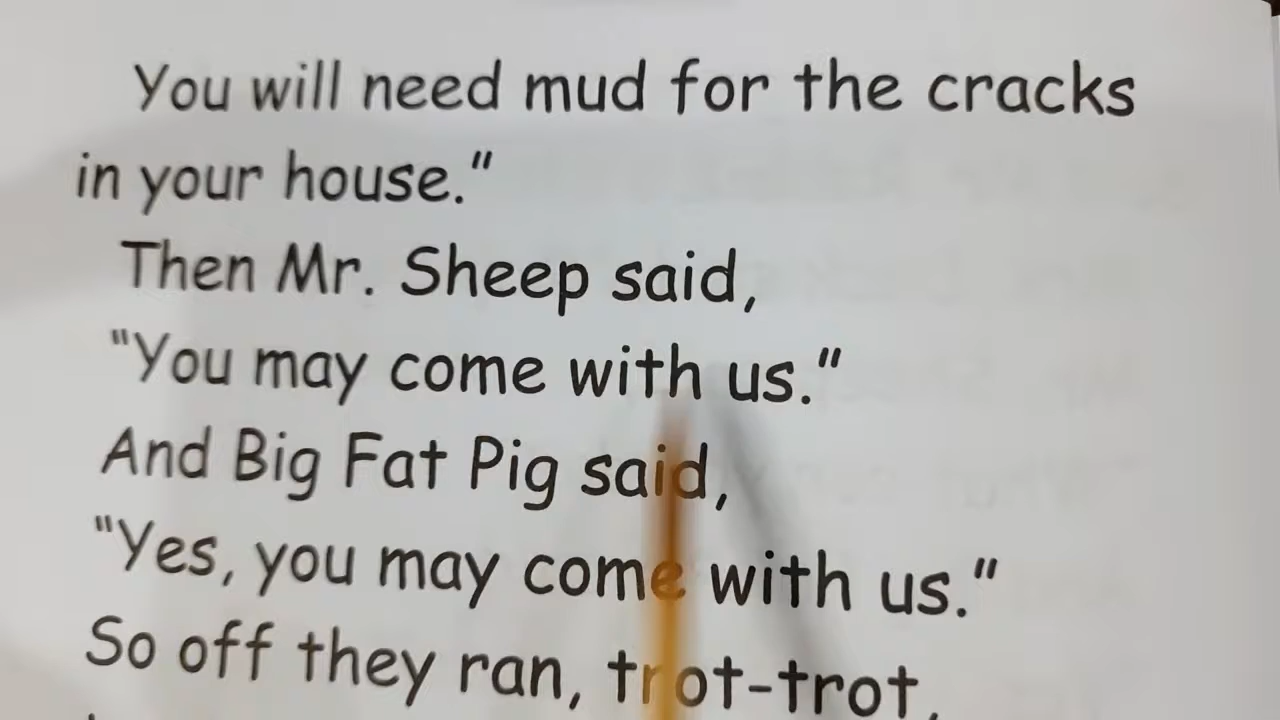 You will need mud for the cracks
in your house."
Then Mr. Sheep said,
"You may come with us."
And Big Fat Pig said,
"Yes, you may come with us."
So off they ran, trot-trot,